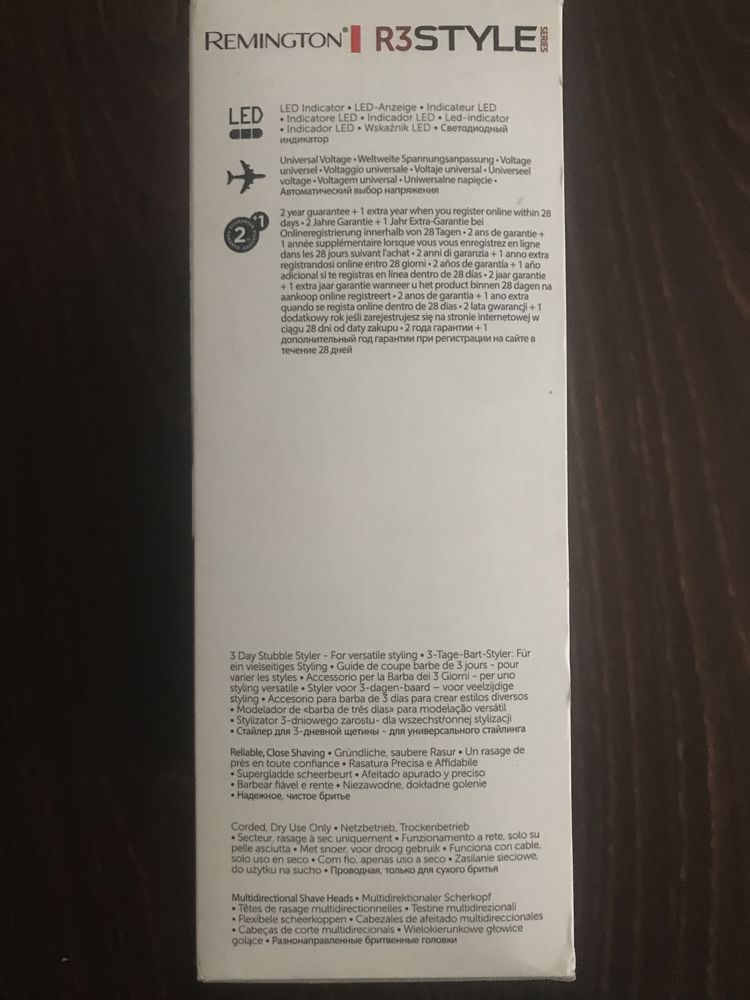 REMINGTON® R3STYLE SERIES
LED
LED Indicator • LED-Anzeige • Indicateur LED
• Indicatore LED • Indicador LED • Led-indicator
• Indicador LED • Wskaźnik LED • Светодиодный
индикатор
Universal Voltage • Weltweite Spannungsanpassung • Voltage
universel • Voltaggio universale • Voltaje universal • Universeel
voltage • Voltagem universal • Uniwersalne napięcie •
Автоматический выбор напряжения
2 +1
2 year guarantee + 1 extra year when you register online within 28
days • 2 Jahre Garantie + 1 Jahr Extra-Garantie bei
Onlineregistrierung innerhalb von 28 Tagen • 2 ans de garantie +
1 année supplémentaire lorsque vous vous enregistrez en ligne
dans les 28 jours suivant l'achat • 2 anni di garanzia + 1 anno extra
registrandosi online entro 28 giorni • 2 años de garantía + 1 año
adicional si te registras en línea dentro de 28 días • 2 jaar garantie
+ 1 extra jaar garantie wanneer u het product binnen 28 dagen na
aankoop online registreert • 2 anos de garantia + 1 ano extra
quando se regista online dentro de 28 dias • 2 lata gwarancji + 1
dodatkowy rok jeśli zarejestrujesz się na stronie internetowej w
ciągu 28 dni od daty zakupu • 2 года гарантии + 1
дополнительный год гарантии при регистрации на сайте в
течение 28 дней
3 Day Stubble Styler - For versatile styling • 3-Tage-Bart-Styler: Für
ein vielseitiges Styling • Guide de coupe barbe de 3 jours - pour
varier les styles • Accessorio per la Barba dei 3 Giorni - per uno
styling versatile • Styler voor 3-dagen-baard – voor veelzijdige
styling • Accesorio para barba de 3 días para crear estilos diversos
• Modelador de «barba de três dias» para modelação versátil
• Stylizator 3-dniowego zarostu- dla wszechstronnej stylizacji
• Стайлер для 3-дневной щетины - для универсального стайлинга
Reliable, Close Shaving • Gründliche, saubere Rasur • Un rasage de
près en toute confiance • Rasatura Precisa e Affidabile
• Supergladde scheerbeurt • Afeitado apurado y preciso
• Barbear fiável e rente • Niezawodne, dokładne golenie
• Надежное, чистое бритье
Corded, Dry Use Only • Netzbetrieb, Trockenbetrieb
• Secteur, rasage à sec uniquement • Funzionamento a rete, solo su
pelle asciutta • Met snoer, voor droog gebruik • Funciona con cable,
solo uso en seco • Com fio, apenas uso a seco • Zasilanie sieciowe,
do użytku na sucho • Проводная, только для сухого бритья
Multidirectional Shave Heads • Multidirektionaler Scherkopf
• Têtes de rasage multidirectionnelles • Testine multidirezionali
• Flexibele scheerkoppen • Cabezales de afeitado multidireccionales
• Cabeças de corte multidirecionais • Wielokierunkowe głowice
golące • Разнонаправленные бритвенные головки